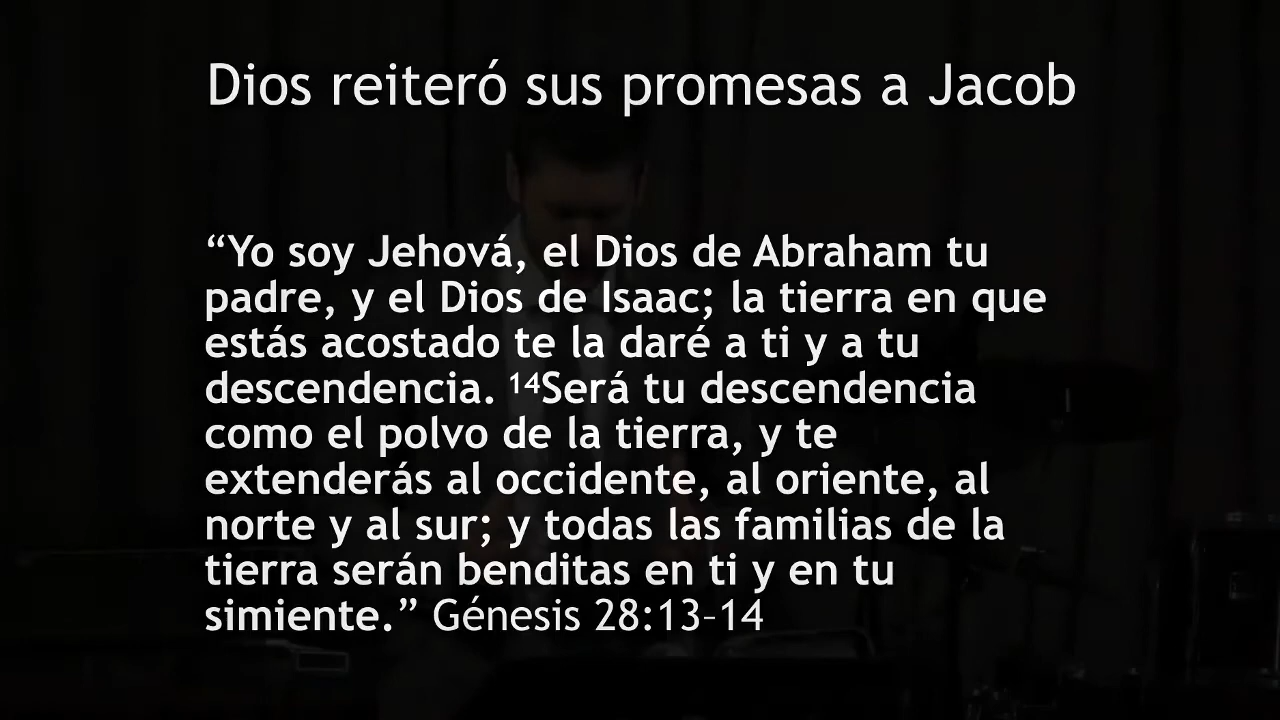 Dios reiteró sus promesas a Jacob
“Yo soy Jehová, el Dios de Abraham tu
padre, y el Dios de Isaac; la tierra en que
estás acostado te la daré a ti y a tu
descendencia. ¹⁴Será tu descendencia
como el polvo de la tierra, y te
extenderás al occidente, al oriente, al
norte y al sur; y todas las familias de la
tierra serán benditas en ti y en tu
simiente.” Génesis 28:13–14